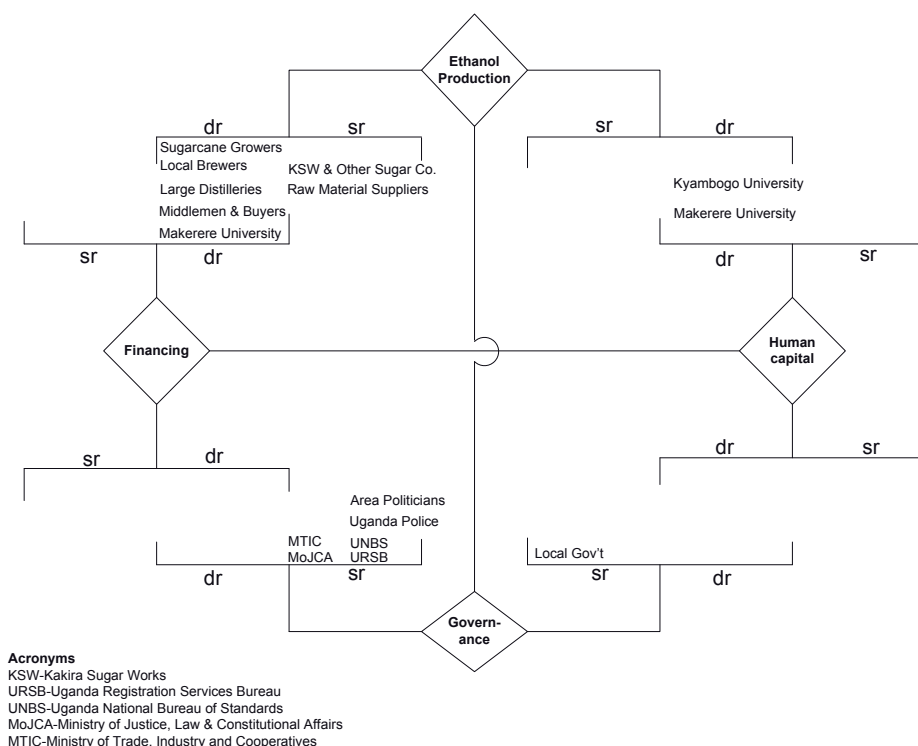 Ethanol
Production
dr
sr
sr
dr
Sugarcane Growers
Local Brewers
Large Distilleries
Middlemen & Buyers
Makerere University
KSW & Other Sugar Co.
Raw Material Suppliers
Kyambogo University
Makerere University
sr
dr
dr
sr
Financing
Human
capital
sr
dr
dr
sr
Area Politicians
Uganda Police
MTIC
UNBS
MoJCA
URSB
Local Gov't
dr
sr
sr
dr
Govern-
ance
Acronyms
KSW-Kakira Sugar Works
URSB-Uganda Registration Services Bureau
UNBS-Uganda National Bureau of Standards
MoJCA-Ministry of Justice, Law & Constitutional Affairs
MTIC-Ministry of Trade, Industry and Cooperatives